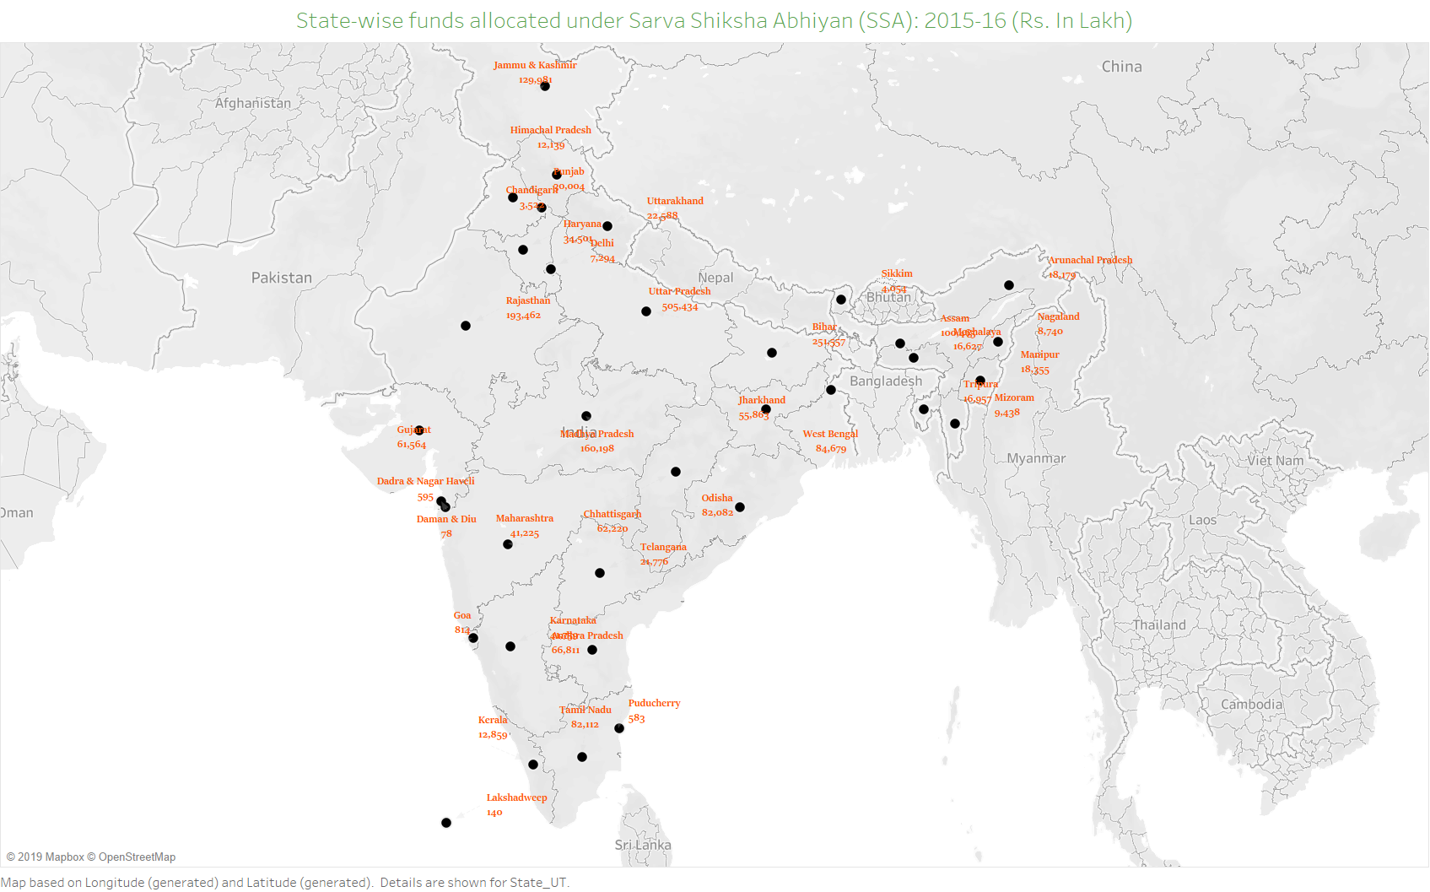 State-wise funds allocated under Sarva Shiksha Abhiyan (SSA): 2015-16 (Rs. In Lakh)
China
Jammu & Kashmir
129,981
Afghanistan
Himachal Pradesh
12,139
Punjab
30,004
Chandigarh
3,522
Uttarakhand
22,588
Haryana
34,501
Delhi
7,294
Pakistan
Nepal
Arunachal Pradesh
18,179
Sikkim
4,054
Bhutan
Rajasthan
193,462
Uttar Pradesh
505,434
Bihar
251,557
Assam
Meghalaya
16,627
Nagaland
8,740
Manipur
18,355
Bangladesh
Tripura
16,957
Mizoram
9,438
Jharkhand
55,863
Gujarat
61,564
India
Madhya Pradesh
160,198
West Bengal
84,679
Myanmar
Viet Nam
Dadra & Nagar Haveli
595
Daman & Diu
78
Maharashtra
41,225
Chhattisgarh
62,220
Odisha
82,082
Oman
Laos
Telangana
21,776
Goa
814
Karnataka
Andhra Pradesh
66,811
Thailand
Puducherry
583
Tamil Nadu
82,112
Kerala
12,859
Cambodia
Lakshadweep
140
Sri Lanka
© 2019 Mapbox © OpenStreetMap
Map based on Longitude (generated) and Latitude (generated). Details are shown for State_UT.